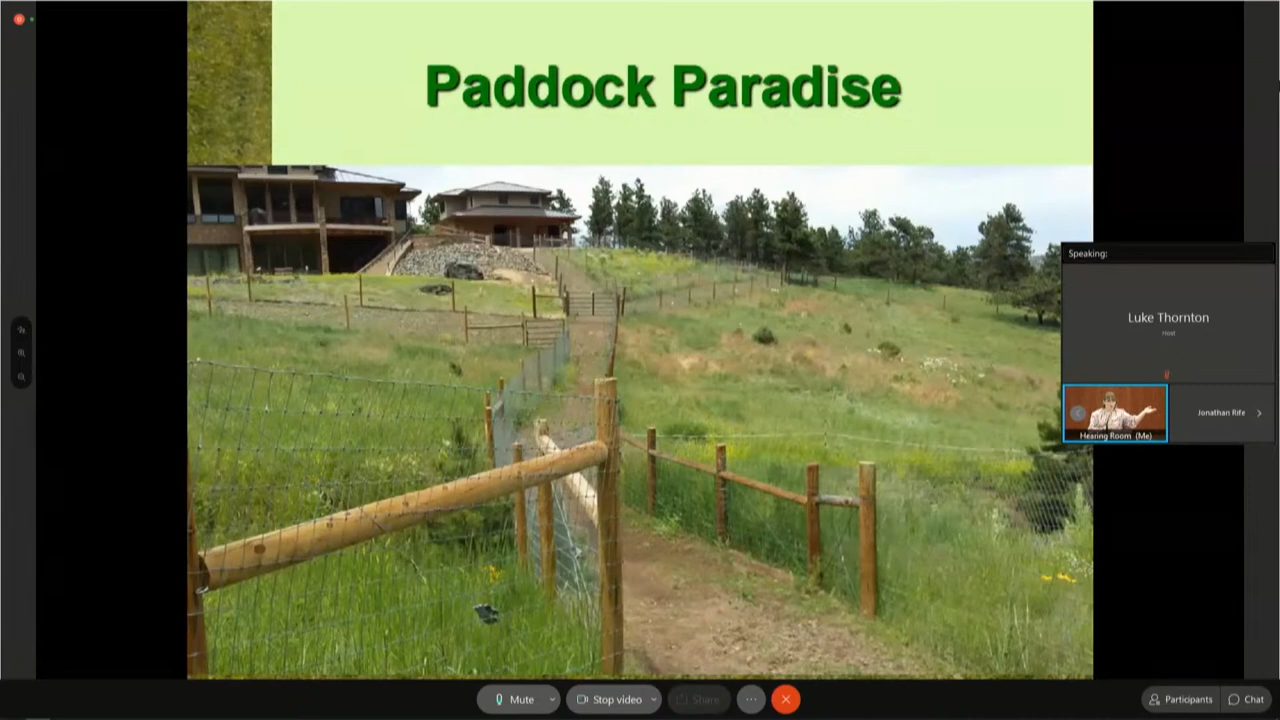 Paddock Paradise
Speaking:
Luke Thornton
Host
Hearing Room (Me)
Jonathan Rife
Mute
Stop video
Share
Participants
Chat